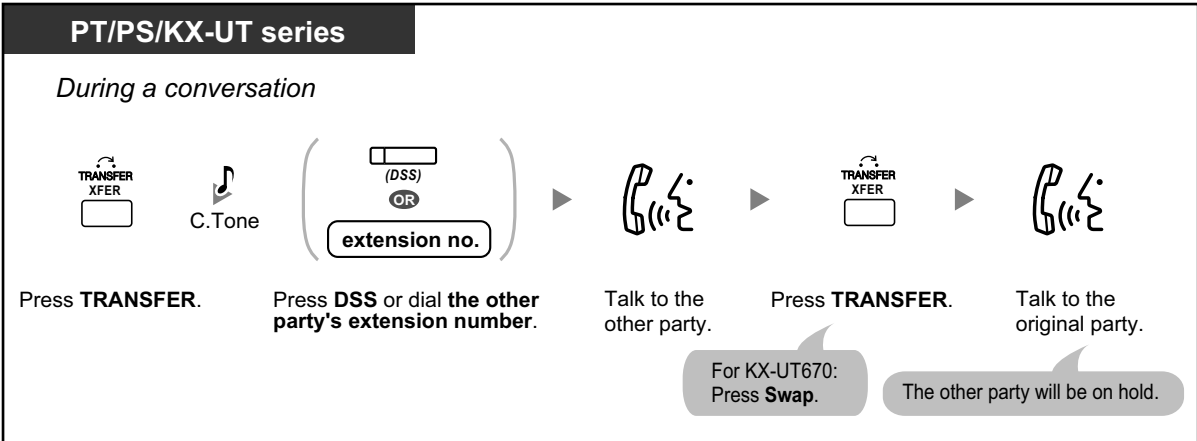 PT/PS/KX-UT series
During a conversation
TRANSFER
XFER
C.Tone
(DSS)
OR
extension no.
TRANSFER
XFER
Press TRANSFER.
Press DSS or dial the other
party's extension number.
Talk to the
other party.
Press TRANSFER.
Talk to the
original party.
For KX-UT670:
Press Swap.
The other party will be on hold.